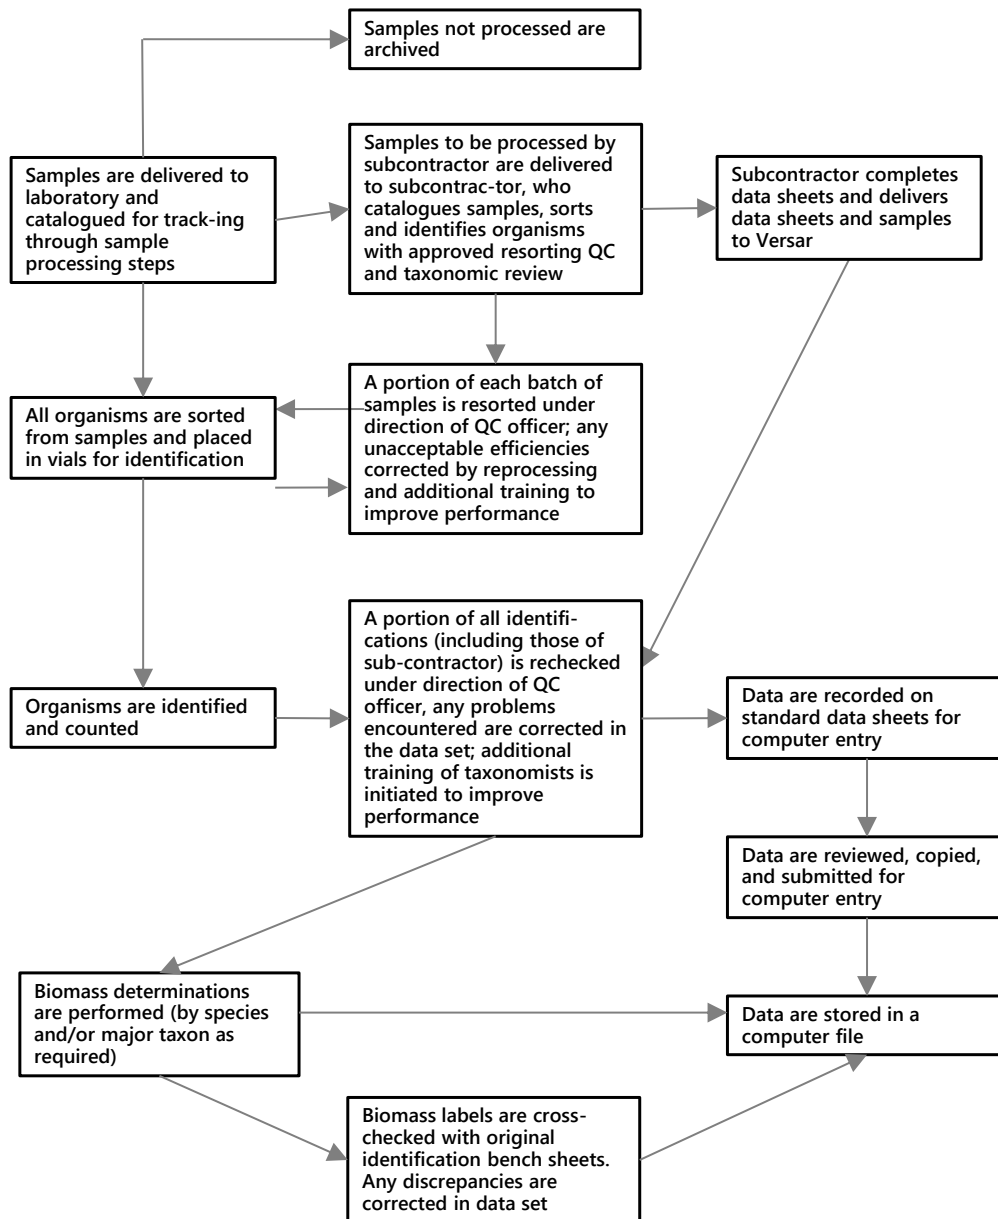 Samples not processed are
archived
Samples are delivered to
laboratory and
catalogued for track-ing
through sample
processing steps
Samples to be processed by
subcontractor are delivered
to subcontrac-tor, who
catalogues samples, sorts
and identifies organisms
with approved resorting QC
and taxonomic review
Subcontractor completes
data sheets and delivers
data sheets and samples
to Versar
All organisms are sorted
from samples and placed
in vials for identification
A portion of each batch of
samples is resorted under
direction of QC officer; any
unacceptable efficiencies
corrected by reprocessing
and additional training to
improve performance
Organisms are identified
and counted
A portion of all identifi-
cations (including those of
sub-contractor) is rechecked
under direction of QC
officer, any problems
encountered are corrected in
the data set; additional
training of taxonomists is
initiated to improve
performance
Data are recorded on
standard data sheets for
computer entry
Data are reviewed, copied,
and submitted for
computer entry
Biomass determinations
are performed (by species
and/or major taxon as
required)
Data are stored in a
computer file
Biomass labels are cross-
checked with original
identification bench sheets.
Any discrepancies are
corrected in data set